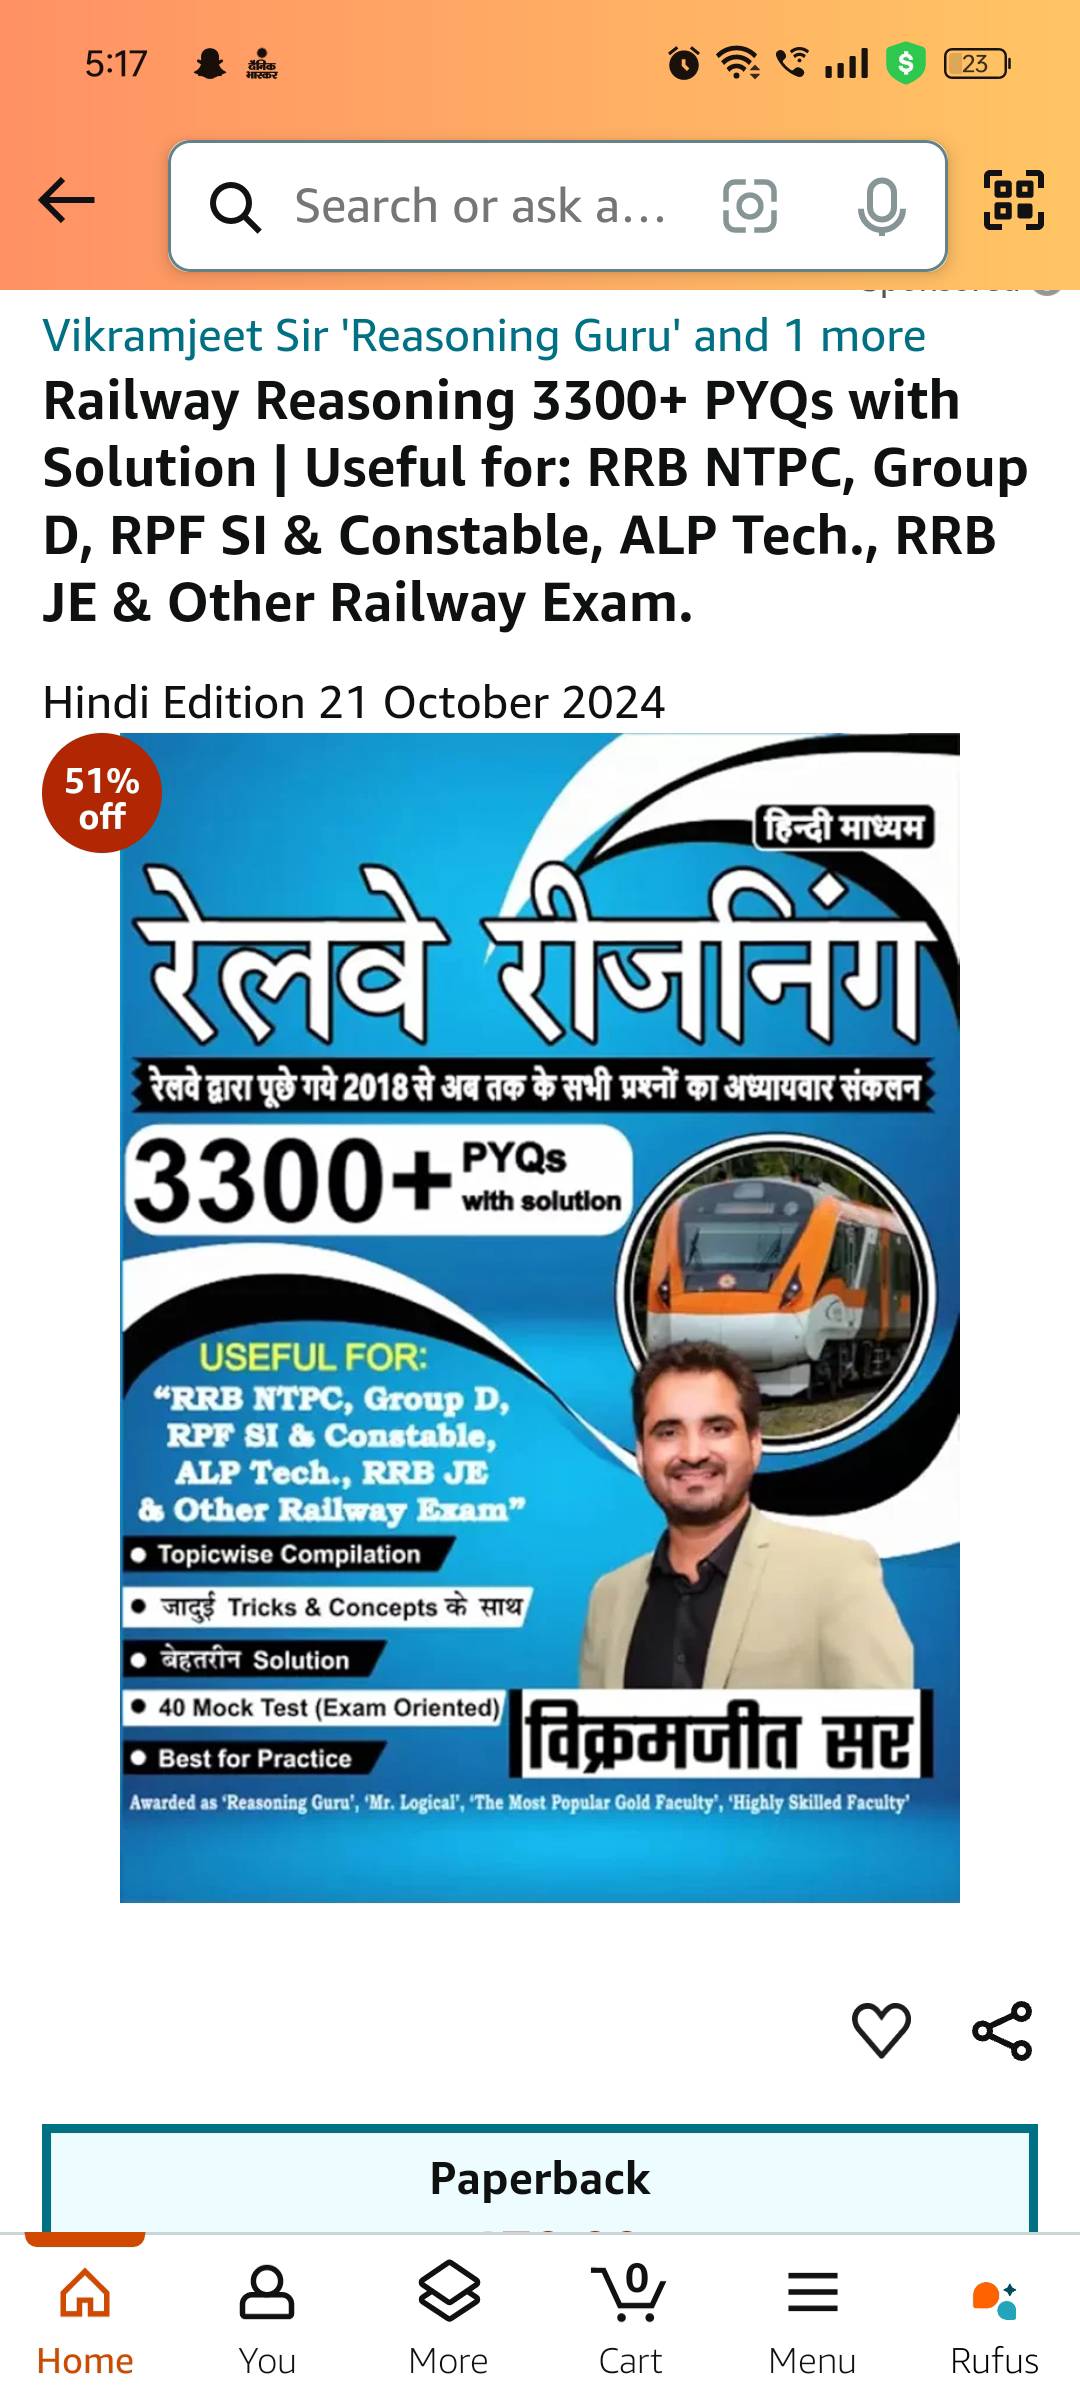 5:17
दैनिक
भास्कर
23
Search or ask a...
Vikramjeet Sir 'Reasoning Guru' and 1 more
Railway Reasoning 3300+ PYQs with
Solution | Useful for: RRB NTPC, Group
D, RPF SI & Constable, ALP Tech., RRB
JE & Other Railway Exam.
Hindi Edition 21 October 2024
51%
off
हिन्दी माध्यम
रेलवे रीजनिंग
रेलवे द्वारा पूछे गये 2018 से अब तक के सभी प्रश्नों का अध्यायवार संकलन
3300+ PYQs
with solution
USEFUL FOR:
“RRB NTPC, Group D,
RPF SI & Constable,
ALP Tech., RRB JE
& Other Railway Exam”
• Topicwise Compilation
• जादुई Tricks & Concepts के साथ
• बेहतरीन Solution
• 40 Mock Test (Exam Oriented)
• Best for Practice
विक्रमजीत सर
Awarded as ‘Reasoning Guru’, ‘Mr. Logical’, ‘The Most Popular Gold Faculty’, ‘Highly Skilled Faculty’
Paperback
0
Home You More Cart Menu Rufus